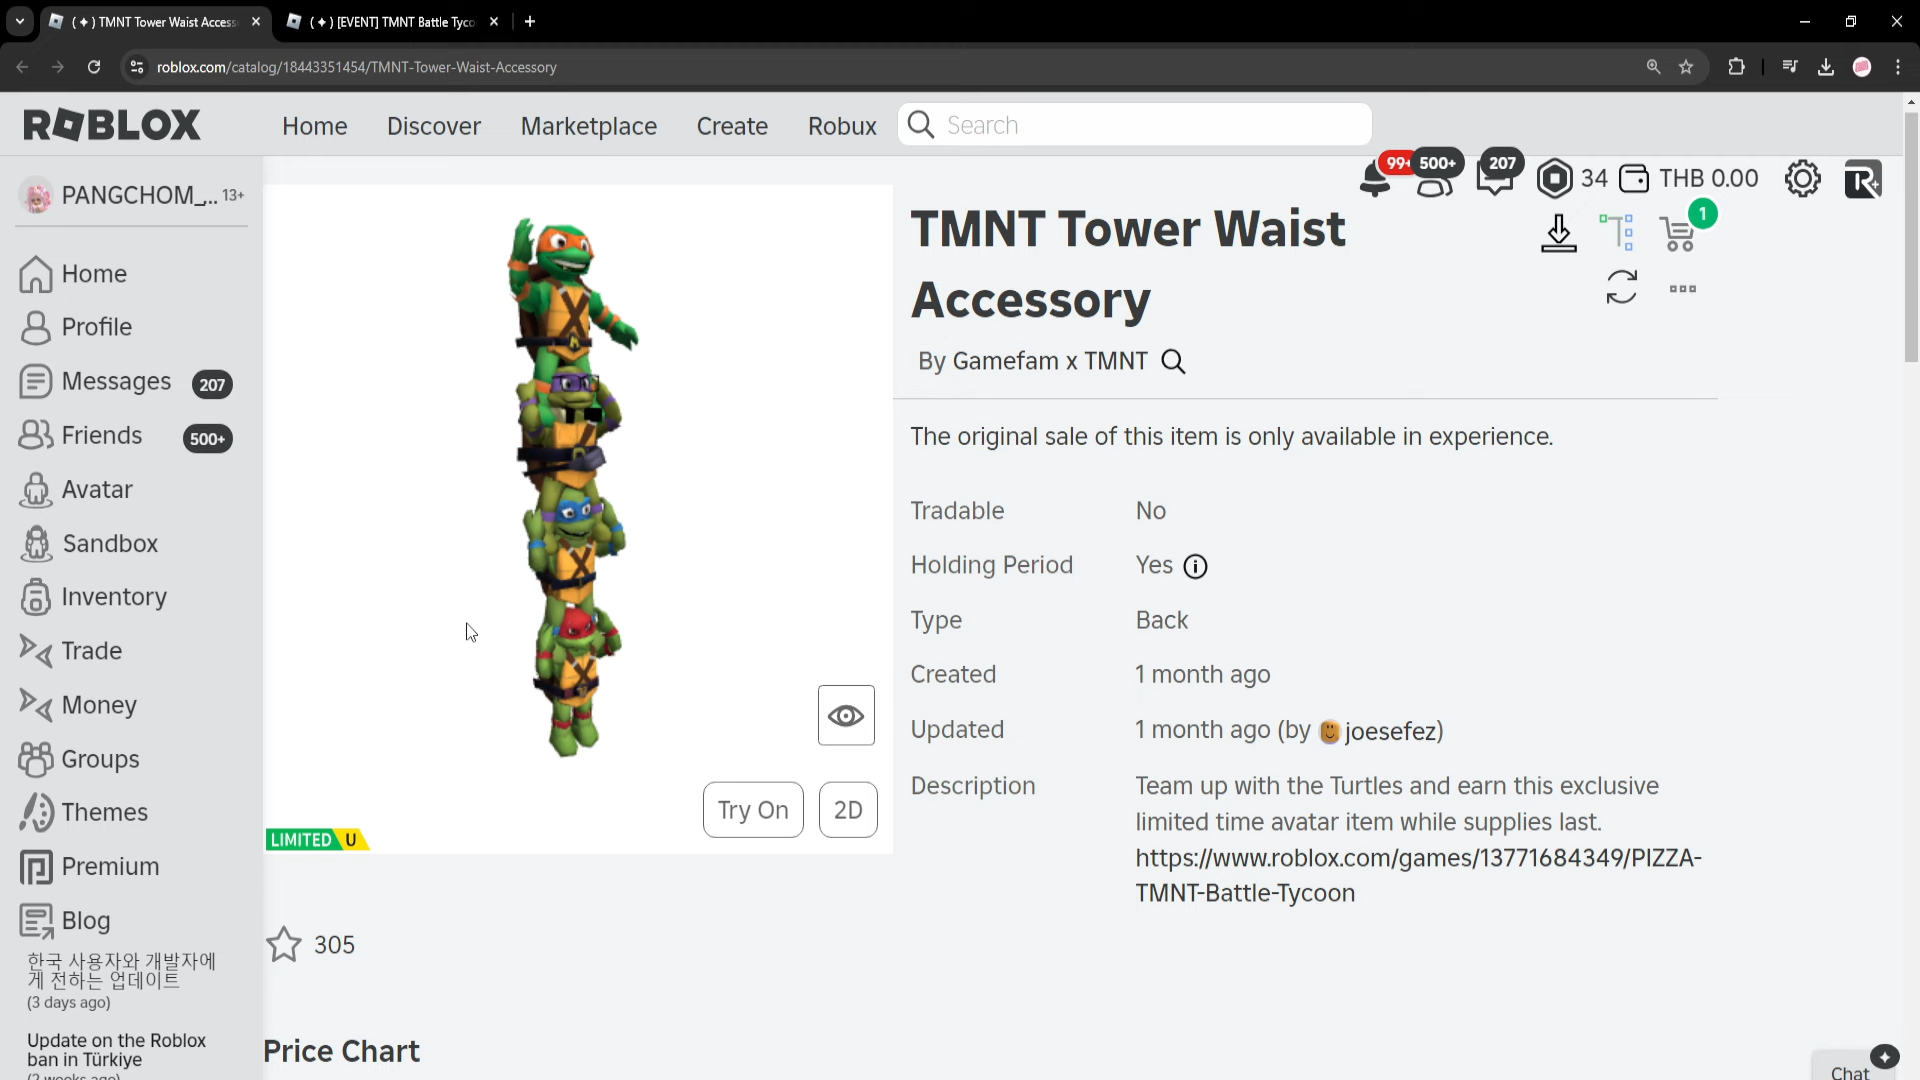 ( ✦ ) TMNT Tower Waist Access
( ✦ ) [EVENT] TMNT Battle Tyco
roblox.com/catalog/18443351454/TMNT-Tower-Waist-Accessory
ROBLOX
Home
Discover
Marketplace
Create
Robux
Search
99+
500+
207
34
THB 0.00
1
PANGCHOM_... 13+
Home
Profile
Messages 207
Friends 500+
Avatar
Sandbox
Inventory
Trade
Money
Groups
Themes
Premium
Blog
한국 사용자와 개발자에
게 전하는 업데이트
(3 days ago)
Update on the Roblox
ban in Türkiye
(2 weeks ago)
Try On
2D
LIMITED U
305
Price Chart
TMNT Tower Waist
Accessory
By Gamefam x TMNT
The original sale of this item is only available in experience.
Tradable No
Holding Period Yes
Type Back
Created 1 month ago
Updated 1 month ago (by joesefez)
Description Team up with the Turtles and earn this exclusive
limited time avatar item while supplies last.
https://www.roblox.com/games/13771684349/PIZZA-
TMNT-Battle-Tycoon
Chat